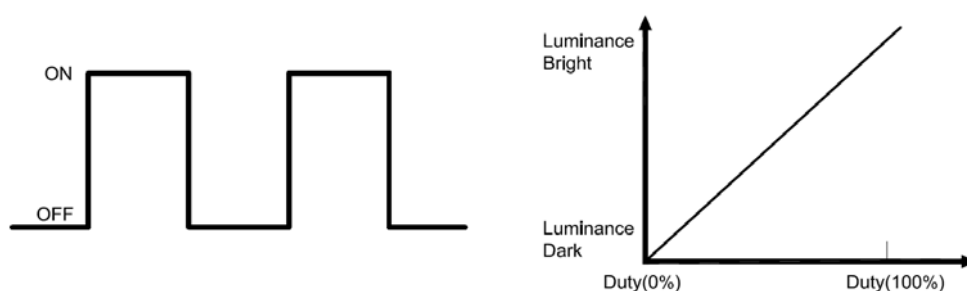 ON
OFF
Luminance
Bright
Luminance
Dark
Duty(0%)
Duty(100%)